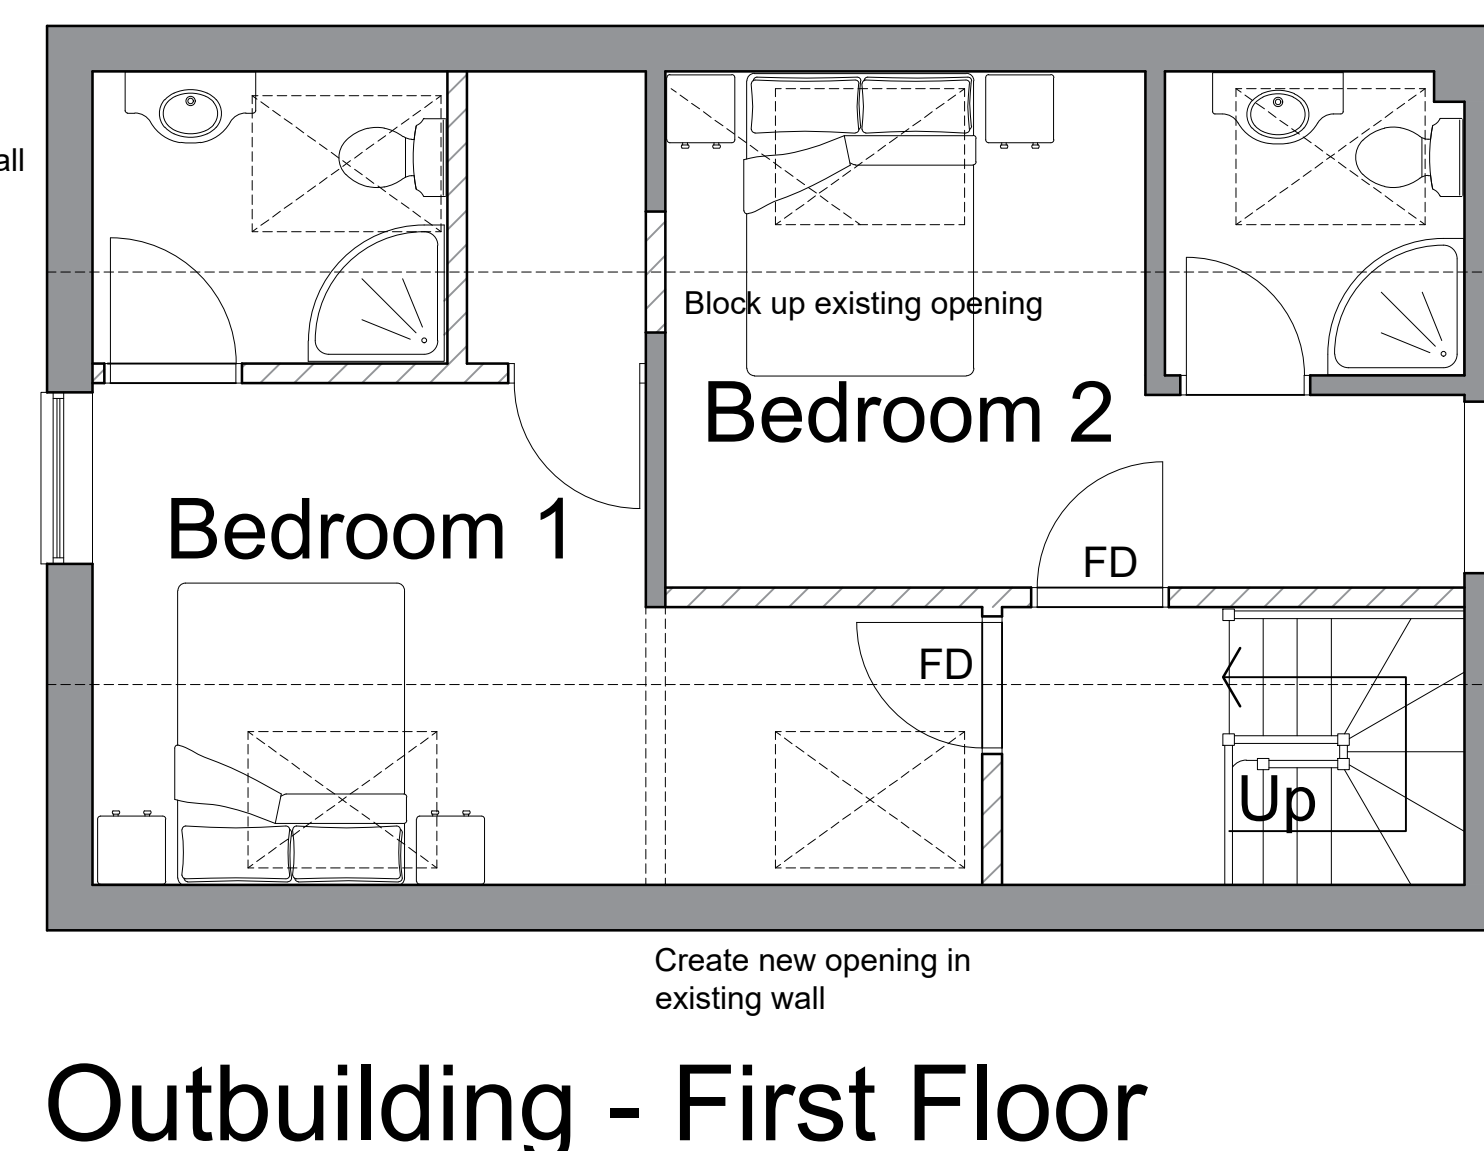 all
Block up existing opening
Bedroom 2
Bedroom 1
FD
FD
Up
Create new opening in
existing wall
Outbuilding - First Floor